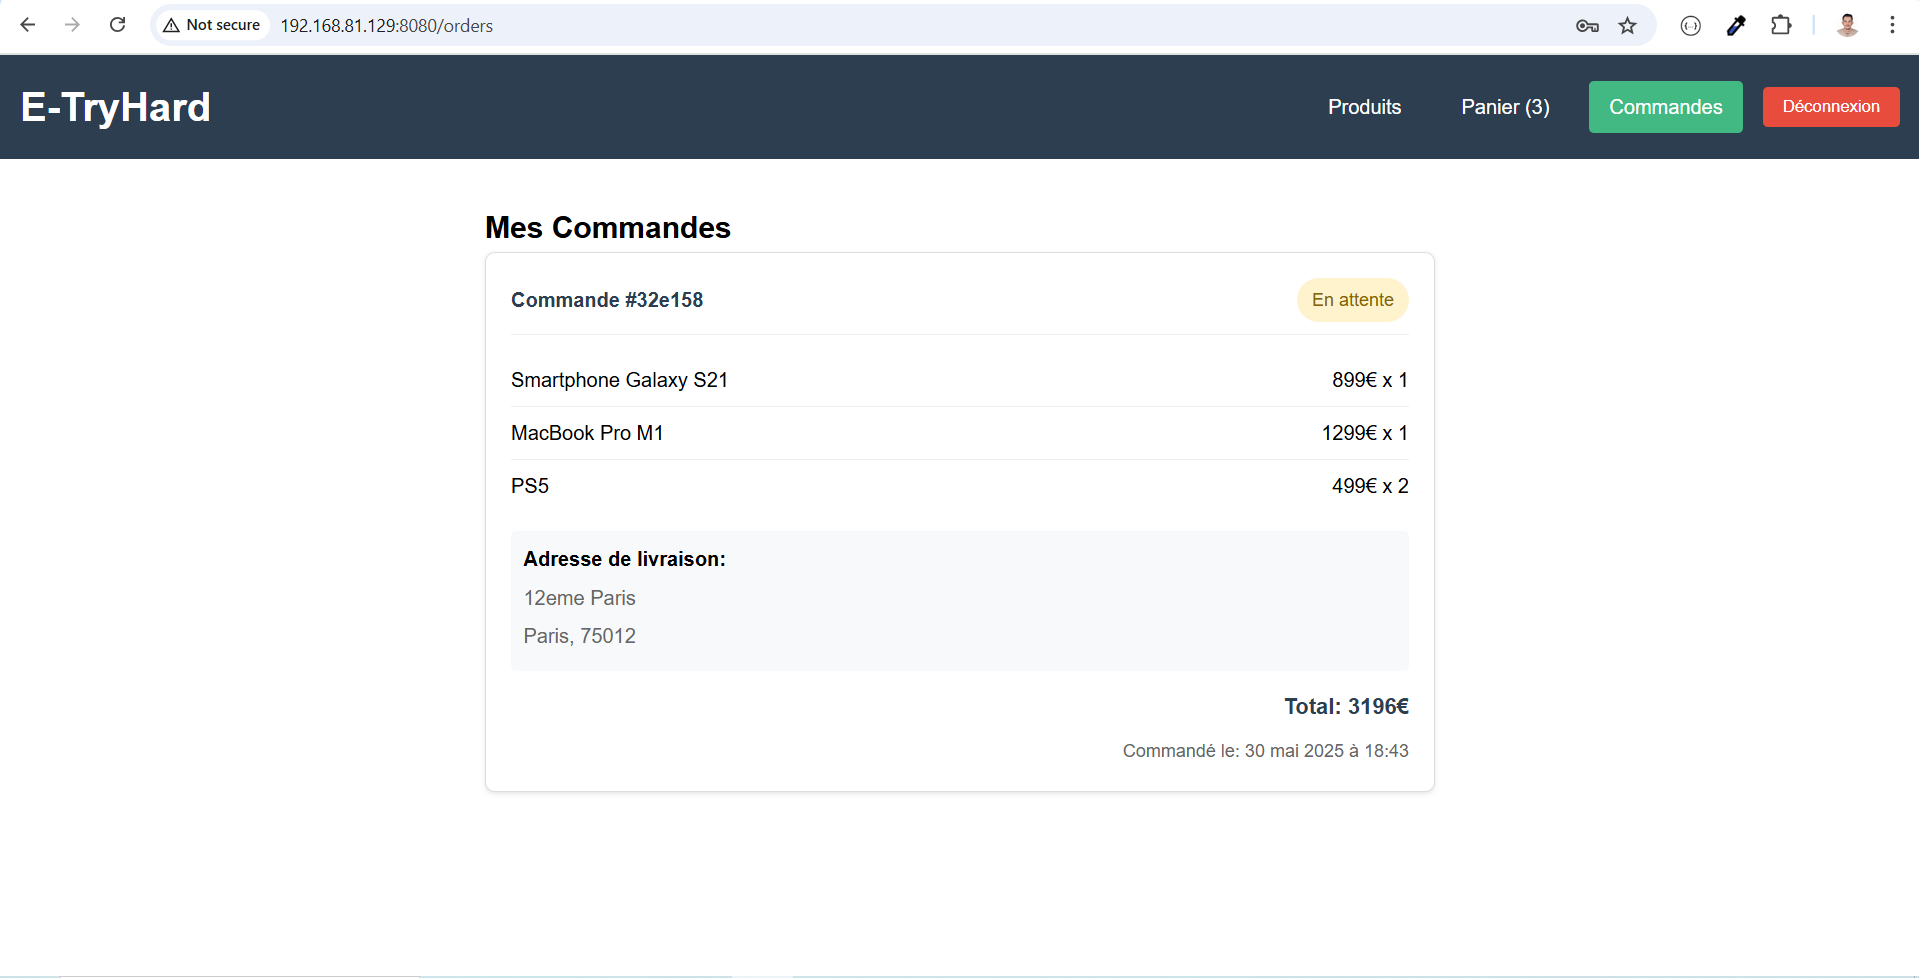 Not secure 192.168.81.129:8080/orders
E-TryHard
Produits Panier (3) Commandes Déconnexion
Mes Commandes
Commande #32e158 En attente
Smartphone Galaxy S21 899€ x 1
MacBook Pro M1 1299€ x 1
PS5 499€ x 2
Adresse de livraison:
12eme Paris
Paris, 75012
Total: 3196€
Commandé le: 30 mai 2025 à 18:43